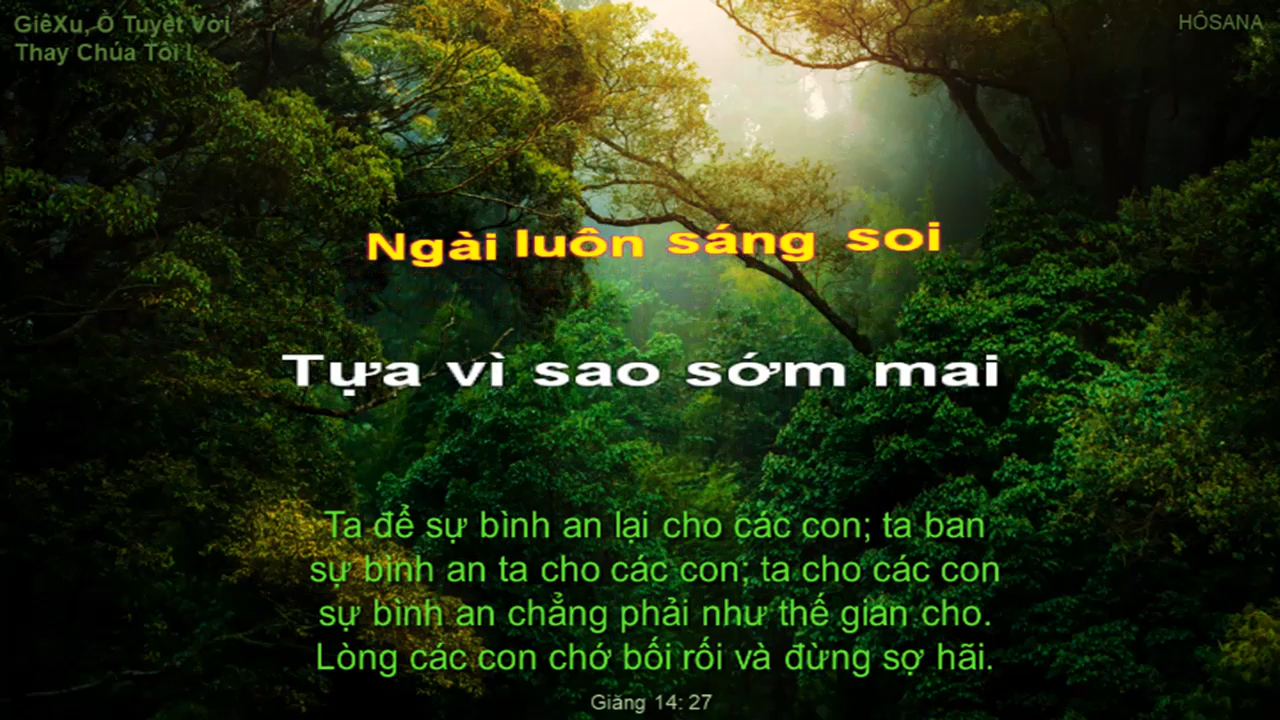 GiêXu, Ồ Tuyệt Vời
Thay Chúa Tôi !
HÔSANA
Ngài luôn sáng soi
Tựa vì sao sớm mai
Ta để sự bình an lại cho các con; ta ban
sự bình an ta cho các con; ta cho các con
sự bình an chẳng phải như thế gian cho.
Lòng các con chớ bối rối và đừng sợ hãi.
Giăng 14: 27